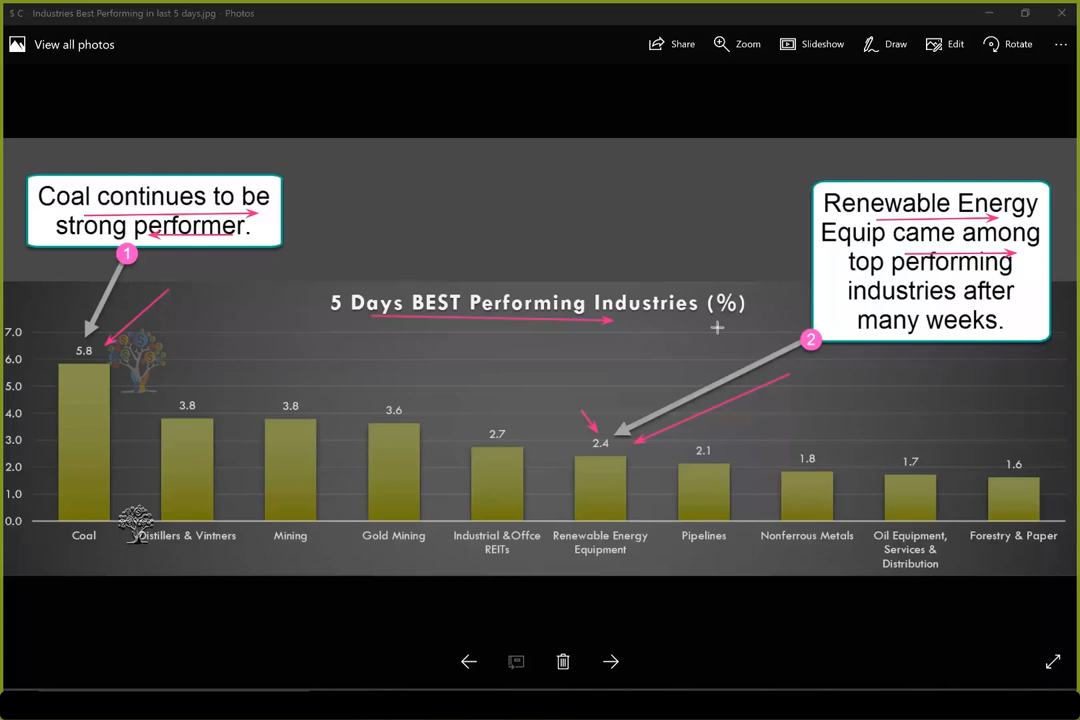 $ C Industries Best Performing in last 5 days.jpg - Photos
View all photos
Share
Zoom
Slideshow
Draw
Edit
Rotate
Coal continues to be
strong performer.
1
Renewable Energy
Equip came among
top performing
industries after
many weeks.
2
5 Days BEST Performing Industries (%)
7.0
6.0
5.0
4.0
3.0
2.0
1.0
0.0
5.8
3.8
3.8
3.6
2.7
2.4
2.1
1.8
1.7
1.6
Coal
Distillers & Vintners
Mining
Gold Mining
Industrial &Offce
REITs
Renewable Energy
Equipment
Pipelines
Nonferrous Metals
Oil Equipment,
Services &
Distribution
Forestry & Paper